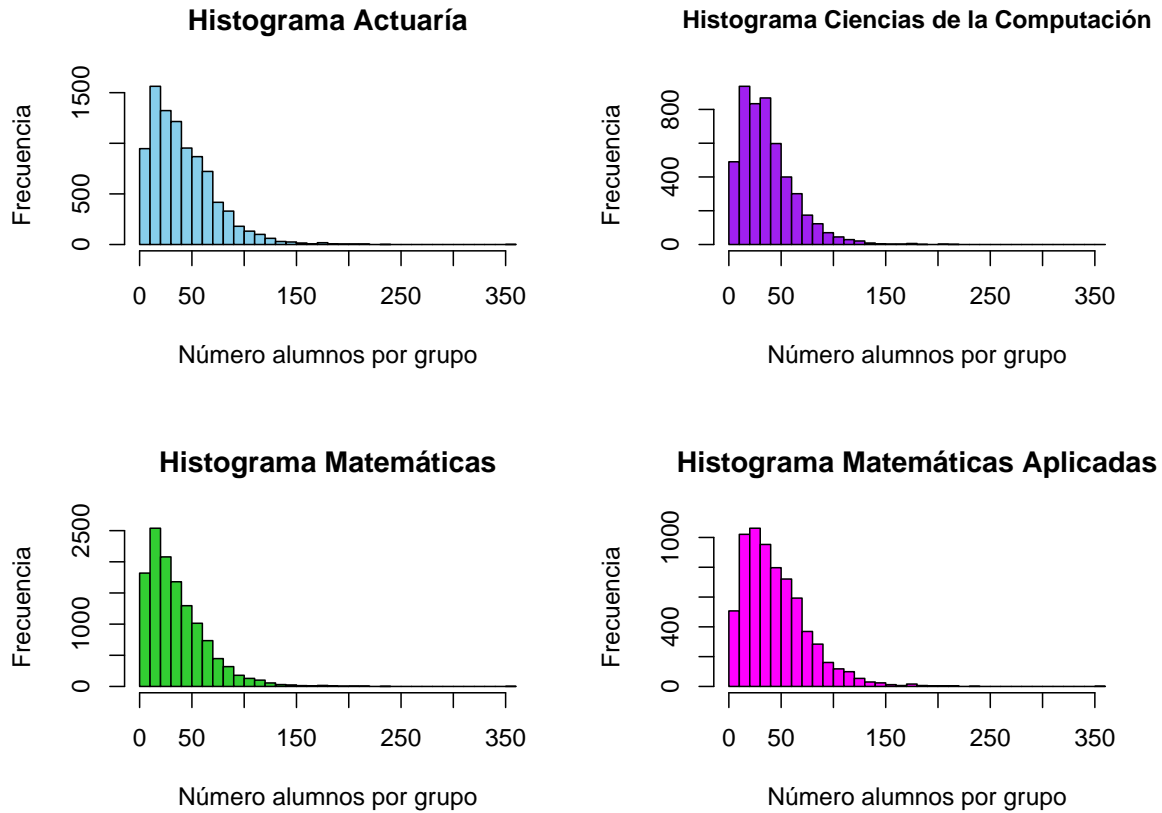 Histograma Actuaría
Frecuencia
0 500 1500
0 50 150 250 350
Número alumnos por grupo
Histograma Ciencias de la Computación
Frecuencia
0 400 800
0 50 150 250 350
Número alumnos por grupo
Histograma Matemáticas
Frecuencia
0 1000 2500
0 50 150 250 350
Número alumnos por grupo
Histograma Matemáticas Aplicadas
Frecuencia
0 400 1000
0 50 150 250 350
Número alumnos por grupo